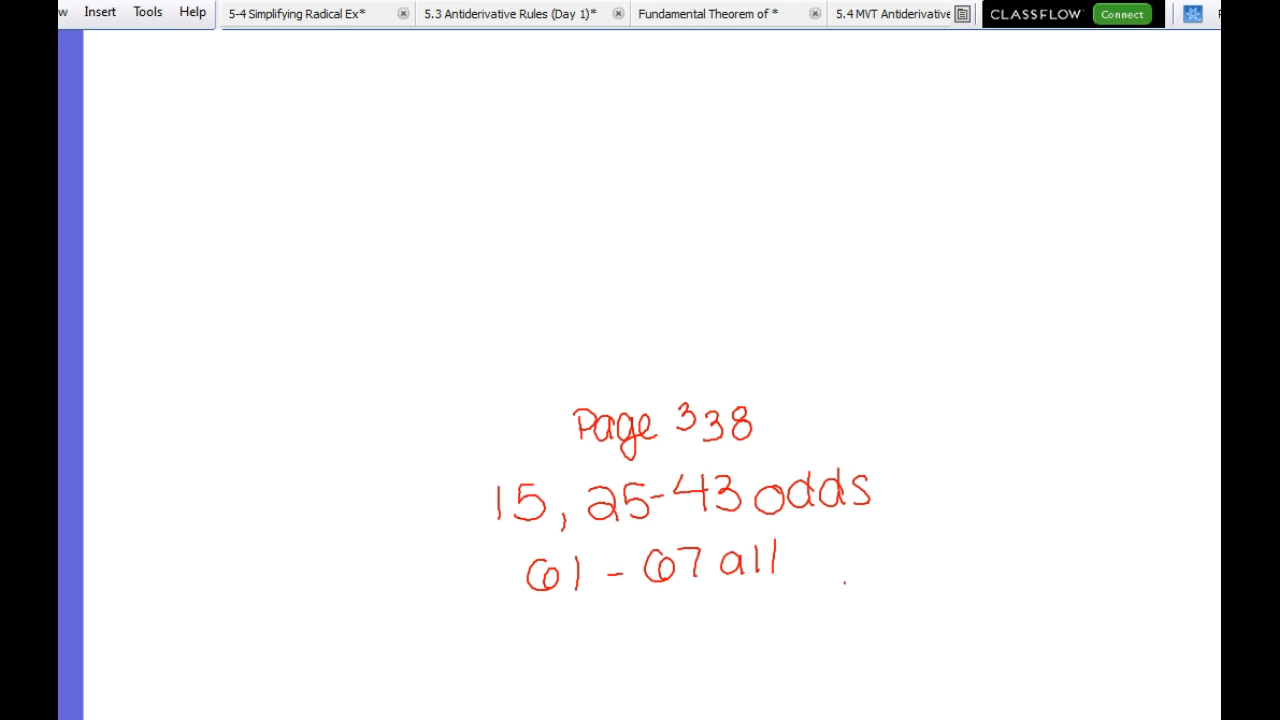 w Insert Tools Help 5-4 Simplifying Radical Ex* 5.3 Antiderivative Rules (Day 1)* Fundamental Theorem of * 5.4 MVT Antiderivative CLASSFLOW Connect
Page 338
15, 25-43 odds
61 - 67 all